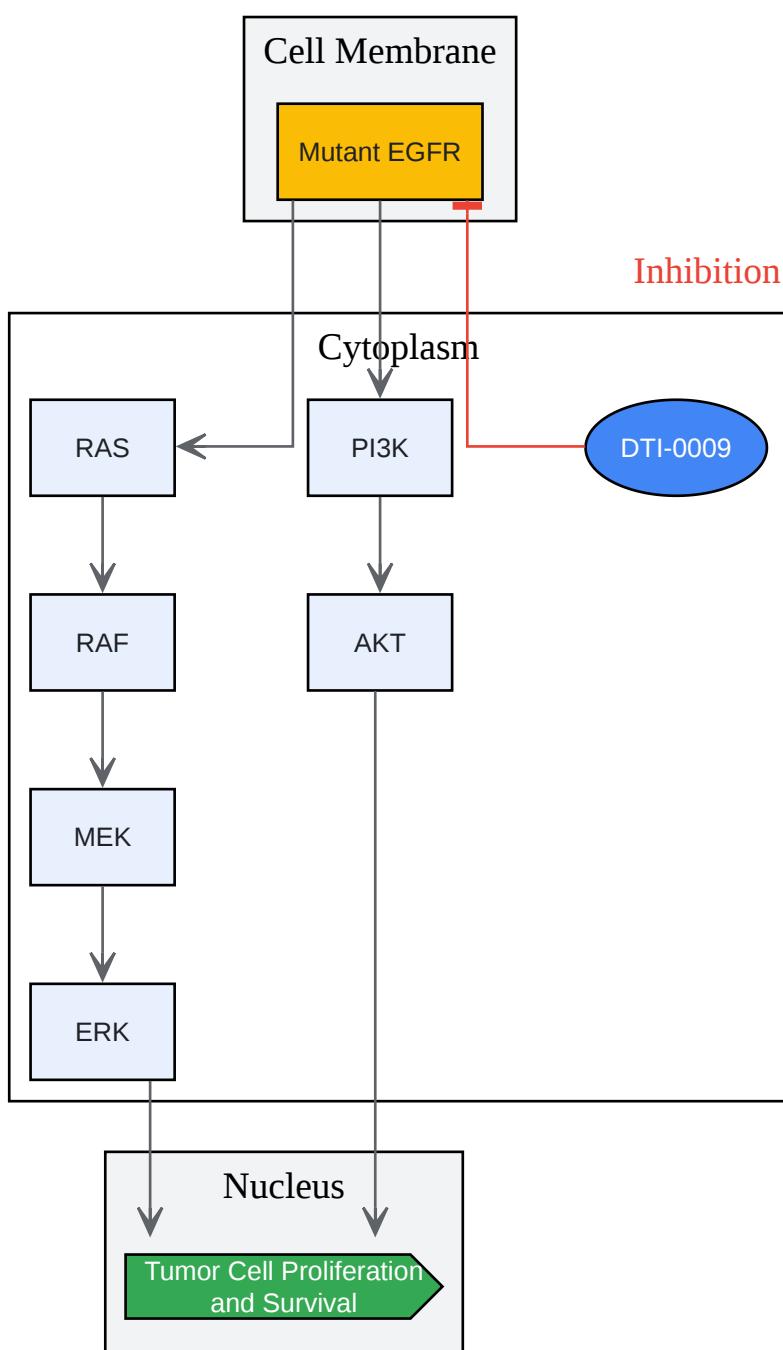 Cell Membrane
Mutant EGFR
Inhibition
Cytoplasm
RAS
PI3K
DTI-0009
RAF
AKT
MEK
ERK
Nucleus
Tumor Cell Proliferation
and Survival